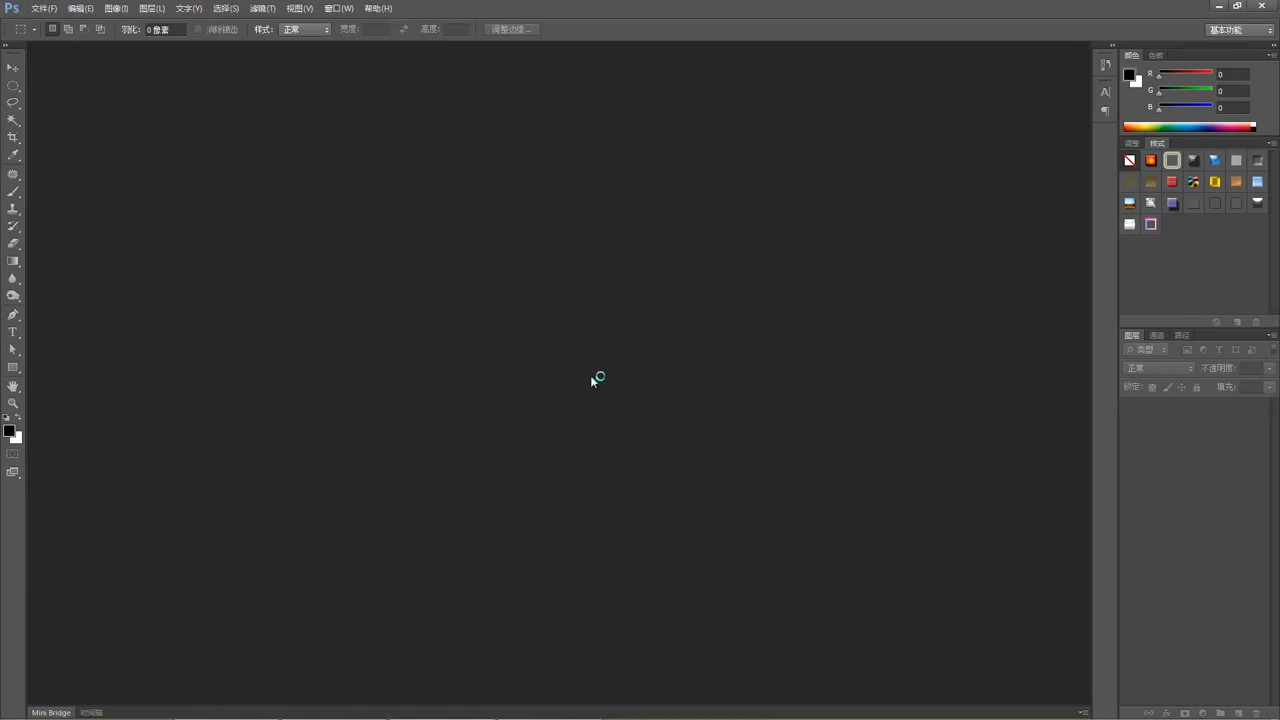 Ps 文件(F) 编辑(E) 图像(I) 图层(L) 文字(Y) 选择(S) 滤镜(T) 视图(V) 窗口(W) 帮助(H)
羽化: 0 像素 消除锯齿 样式: 正常 宽度: 高度: 调整边缘... 基本功能
颜色 色板
R 0
G 0
B 0
调整 样式
图层 通道 路径
类型
正常 不透明度:
锁定: 填充:
Mini Bridge 时间轴